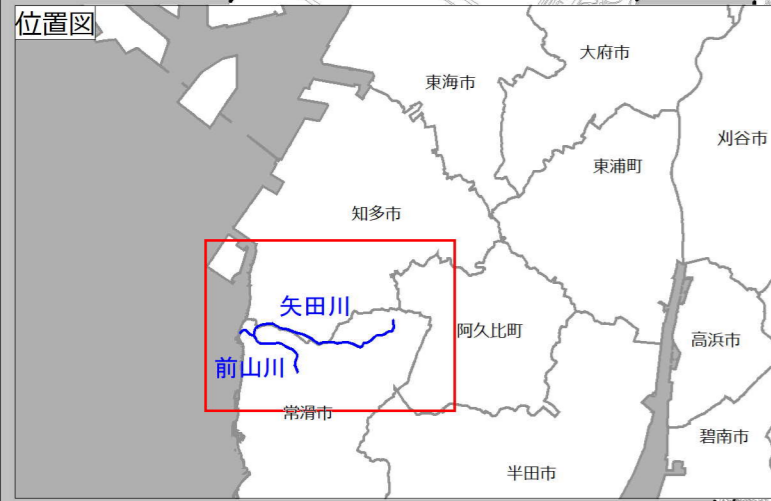 位置図
大府市
東海市
刈谷市
東浦町
知多市
矢田川
阿久比町
高浜市
前山川
常滑市
碧南市
半田市